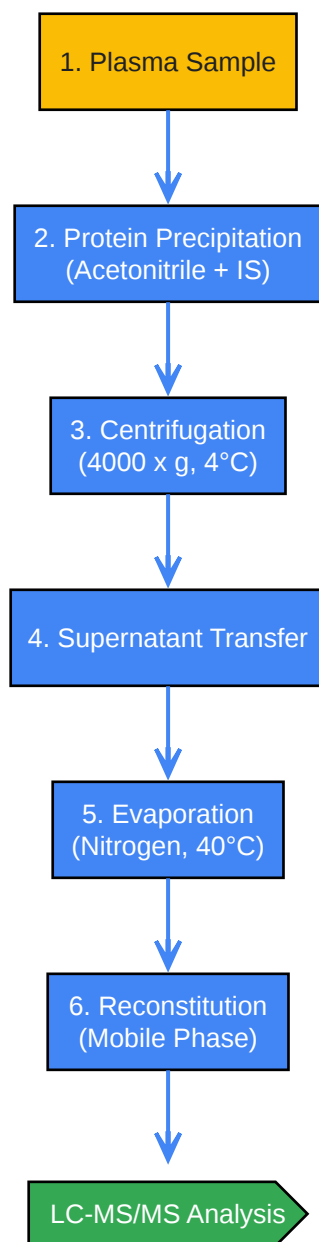 1. Plasma Sample
2. Protein Precipitation
(Acetonitrile + IS)
3. Centrifugation
(4000 x g, 4°C)
4. Supernatant Transfer
5. Evaporation
(Nitrogen, 40°C)
6. Reconstitution
(Mobile Phase)
LC-MS/MS Analysis